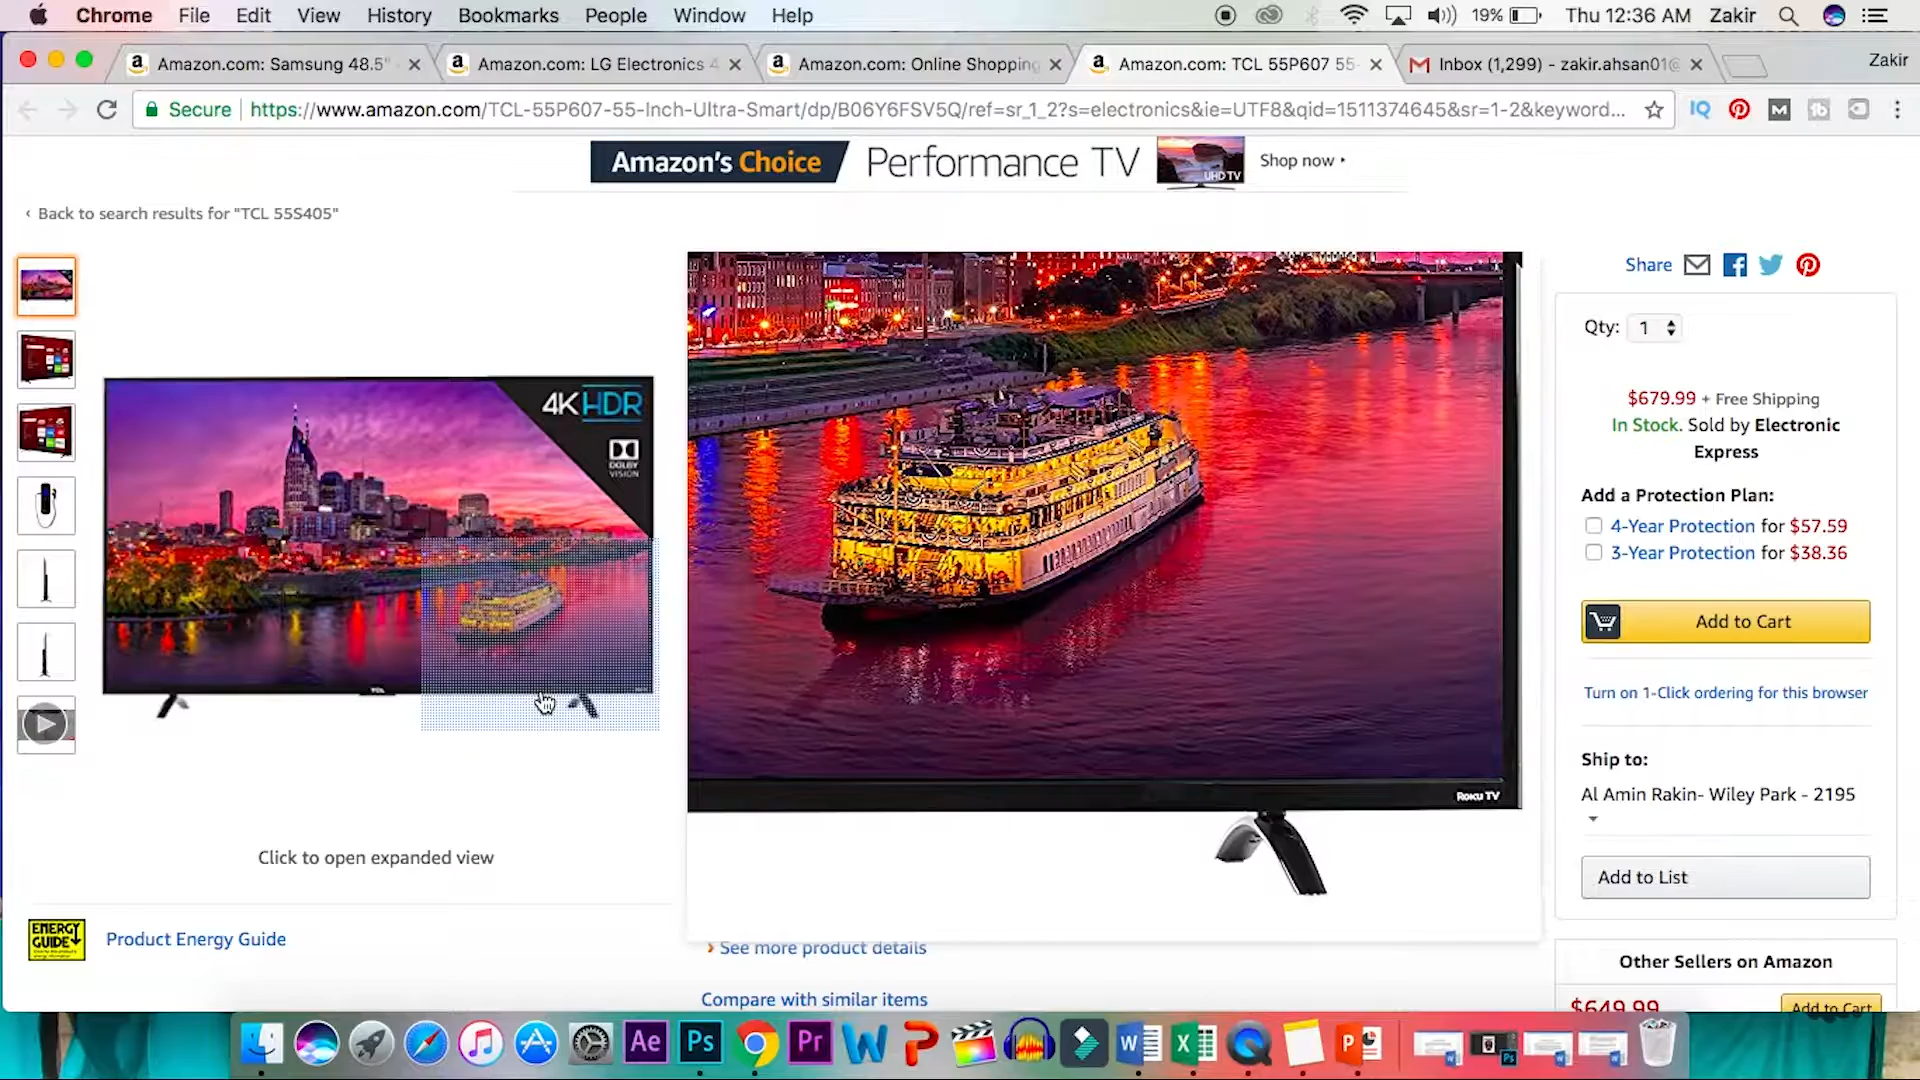 Chrome File Edit View History Bookmarks People Window Help 19% Thu 12:36 AM Zakir
Amazon.com: Samsung 48.5"
Amazon.com: LG Electronics 4
Amazon.com: Online Shopping
Amazon.com: TCL 55P607 55-
Inbox (1,299) - zakir.ahsan01@
Zakir
Secure https://www.amazon.com/TCL-55P607-55-Inch-Ultra-Smart/dp/B06Y6FSV5Q/ref=sr_1_2?s=electronics&ie=UTF8&qid=1511374645&sr=1-2&keyword...
IQ
M
tb
Amazon's Choice Performance TV UHD TV Shop now
‹ Back to search results for "TCL 55S405"
4K HDR
DOLBY
VISION
TCL
Click to open expanded view
ENERGY
GUIDE
Product Energy Guide
Roku TV
› See more product details
Compare with similar items
Share
Qty: 1
$679.99 + Free Shipping
In Stock. Sold by Electronic
Express
Add a Protection Plan:
4-Year Protection for $57.59
3-Year Protection for $38.36
Add to Cart
Turn on 1-Click ordering for this browser
Ship to:
Al Amin Rakin- Wiley Park - 2195
Add to List
Other Sellers on Amazon
$649.99 Add to Cart
Ae Ps Pr W P W X P